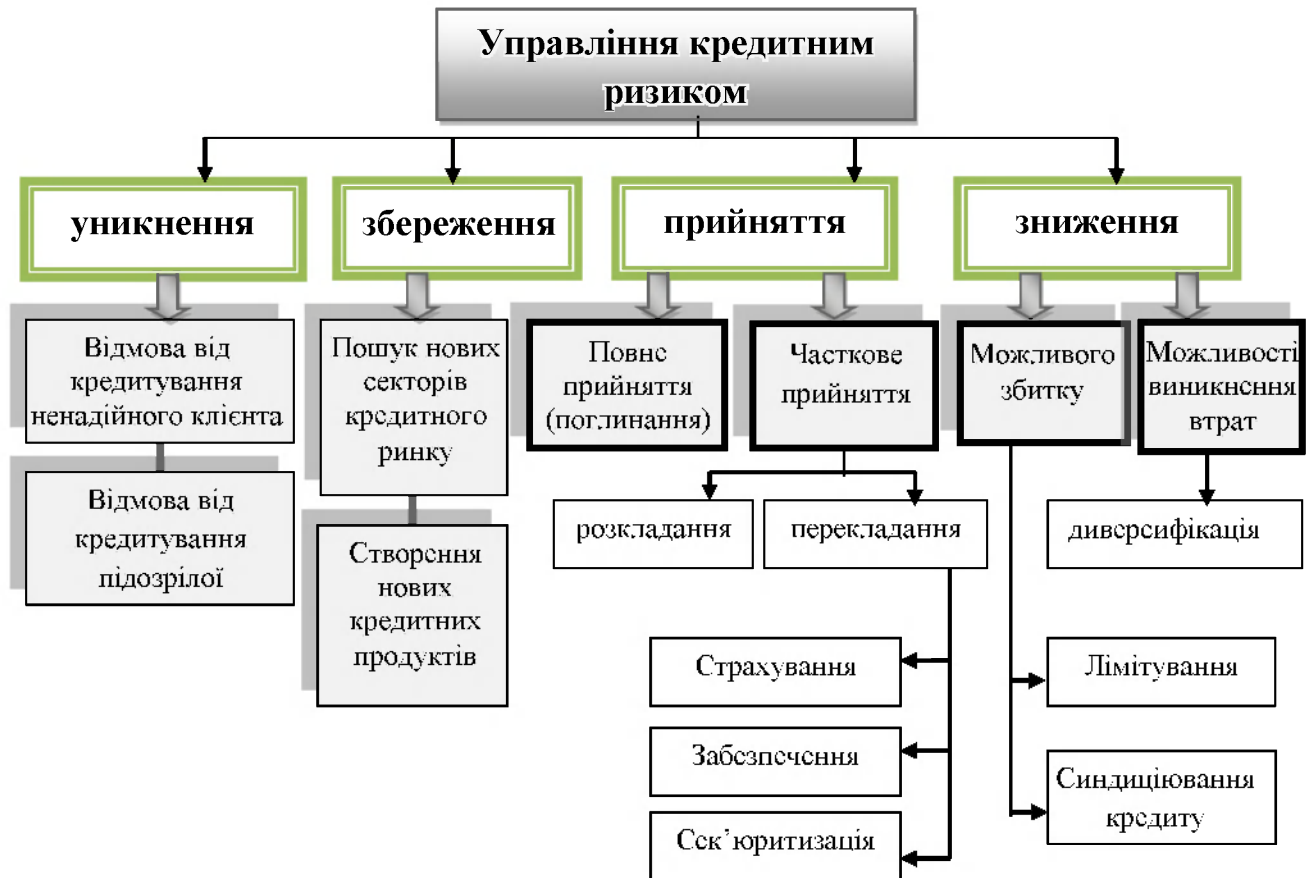 Управління кредитним
ризиком
уникнення
збереження
прийняття
зниження
Відмова від
кредитування
ненадійного клієнта
Відмова від
кредитування
підозрілої
Пошук нових
секторів
кредитного
ринку
Створення
нових
кредитних
продуктів
Повне
прийняття
(поглинання)
Часткове
прийняття
розкладання
перекладання
Страхування
Забезпечення
Сек’юритизація
Можливого
збитку
Можливості
виникнення
втрат
диверсифікація
Лімітування
Синдиціювання
кредиту